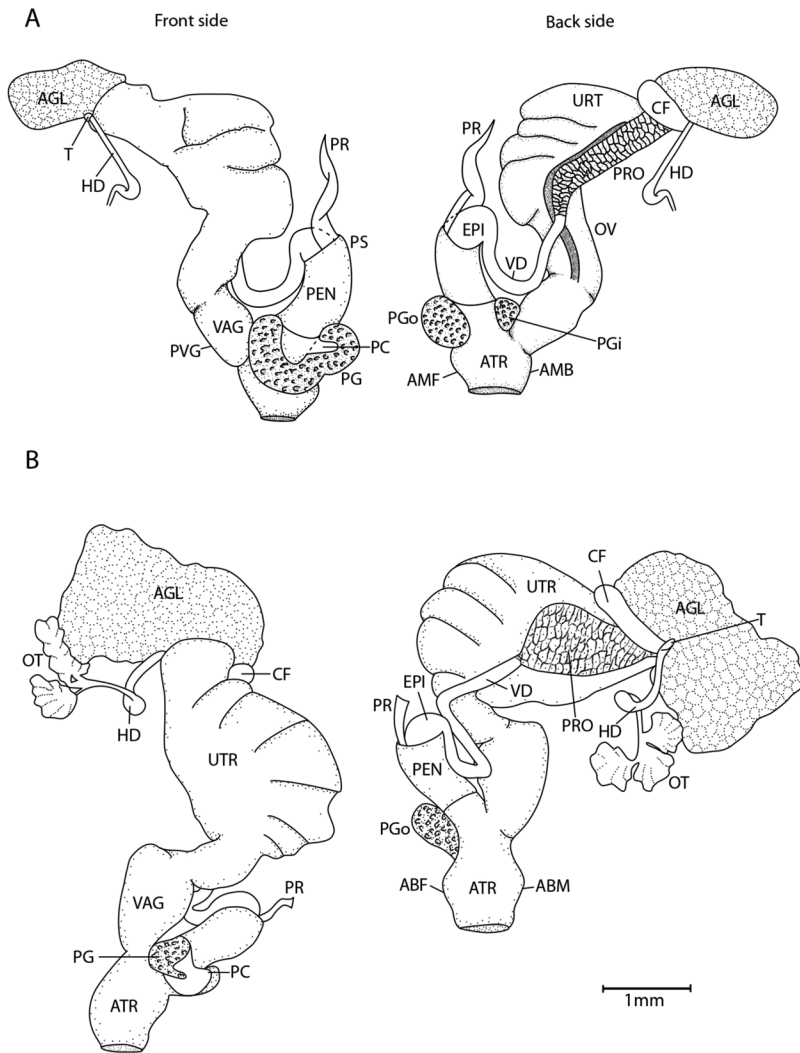 A
Front side
Back side
AGL
T
HD
PR
PS
PEN
VAG
PVG
PC
PG
URT
CF
AGL
PR
PRO
HD
EPI
OV
VD
PGo
PGi
ATR
AMF
AMB
B
AGL
OT
CF
HD
UTR
VAG
PR
PG
PC
ATR
CF
UTR
AGL
T
EPI
VD
PR
PRO
HD
PEN
OT
PGo
ABF
ATR
ABM
1mm